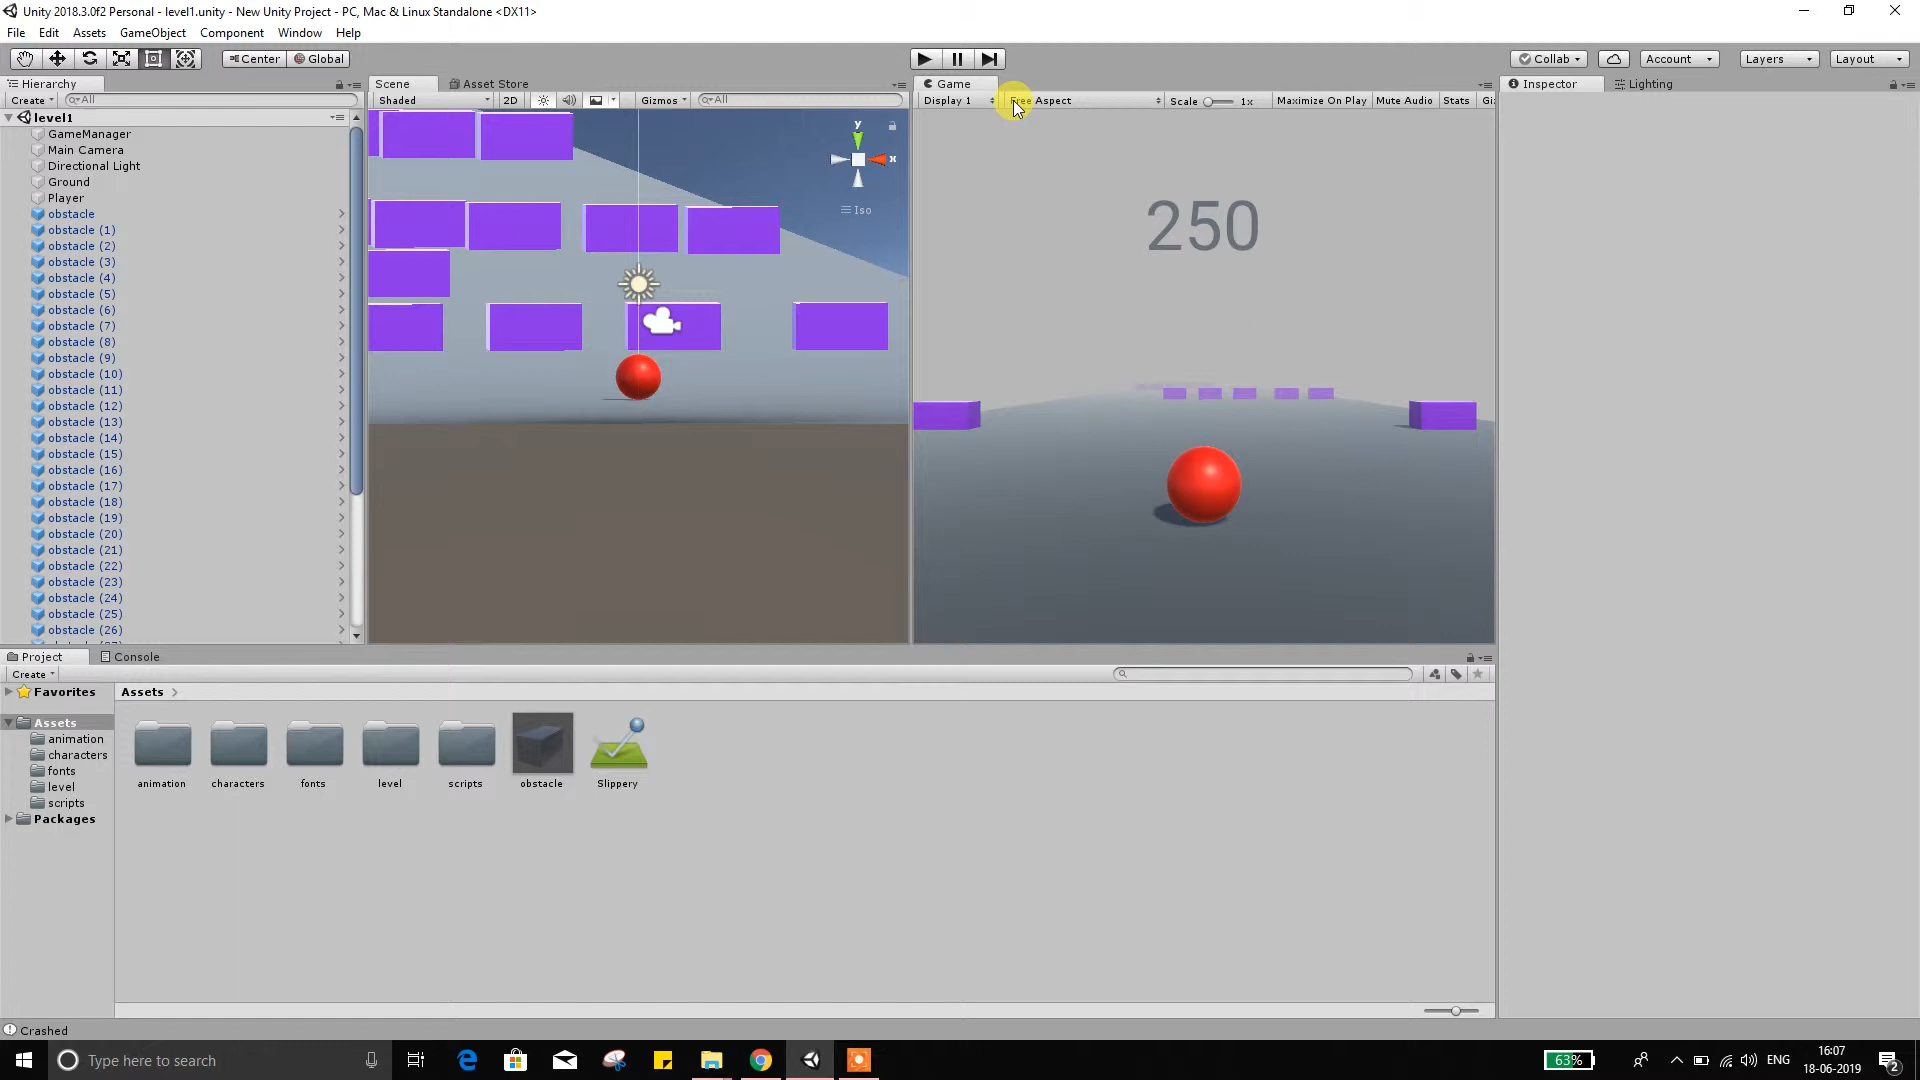 Unity 2018.3.0f2 Personal - level1.unity - New Unity Project - PC, Mac & Linux Standalone <DX11>
File Edit Assets GameObject Component Window Help
Center Global Collab Account Layers Layout
Hierarchy Scene Asset Store Game Inspector Lighting
Create All Shaded 2D Gizmos All Display 1 Free Aspect Scale 1x Maximize On Play Mute Audio Stats Gi
level1
GameManager
Main Camera
Directional Light
Ground
Player
obstacle
obstacle (1)
obstacle (2)
obstacle (3)
obstacle (4)
obstacle (5)
obstacle (6)
obstacle (7)
obstacle (8)
obstacle (9)
obstacle (10)
obstacle (11)
obstacle (12)
obstacle (13)
obstacle (14)
obstacle (15)
obstacle (16)
obstacle (17)
obstacle (18)
obstacle (19)
obstacle (20)
obstacle (21)
obstacle (22)
obstacle (23)
obstacle (24)
obstacle (25)
obstacle (26)
y
x
Iso
250
Project Console
Create
Favorites
Assets
animation
characters
fonts
level
scripts
Packages
Assets
animation characters fonts level scripts obstacle Slippery
Crashed
Type here to search
63%
ENG
16:07
18-06-2019
2